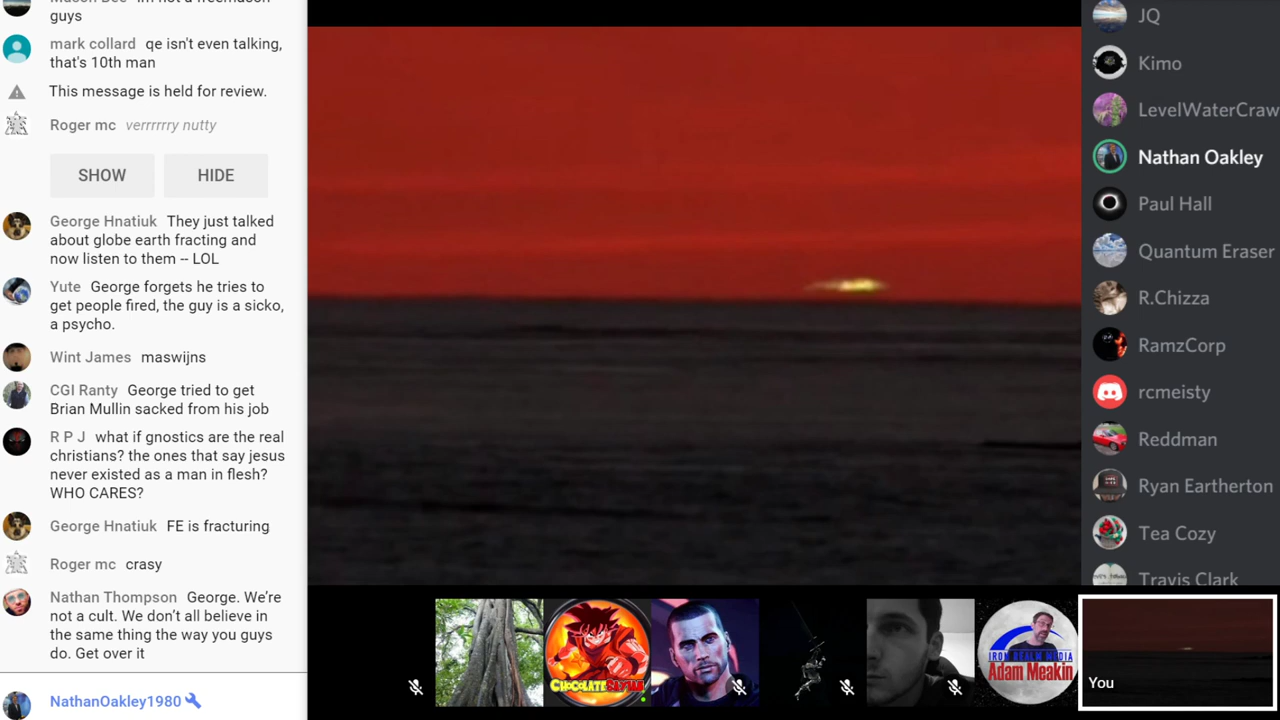 guys
mark collard qe isn't even talking,
that's 10th man
This message is held for review.
Roger mc verrrrrry nutty
SHOW HIDE
George Hnatiuk They just talked
about globe earth fracting and
now listen to them -- LOL
Yute George forgets he tries to
get people fired, the guy is a sicko,
a psycho.
Wint James maswijns
CGI Ranty George tried to get
Brian Mullin sacked from his job
R P J what if gnostics are the real
christians? the ones that say jesus
never existed as a man in flesh?
WHO CARES?
George Hnatiuk FE is fracturing
Roger mc crasy
Nathan Thompson George. We're
not a cult. We don't all believe in
the same thing the way you guys
do. Get over it
NathanOakley1980
JQ
Kimo
LevelWaterCraw
Nathan Oakley
Paul Hall
Quantum Eraser
R.Chizza
RamzCorp
rcmeisty
Reddman
Ryan Eartherton
Tea Cozy
Travis Clark
CHOCOLATE SAIYAN
IRON REALM MEDIA
Adam Meakin
You